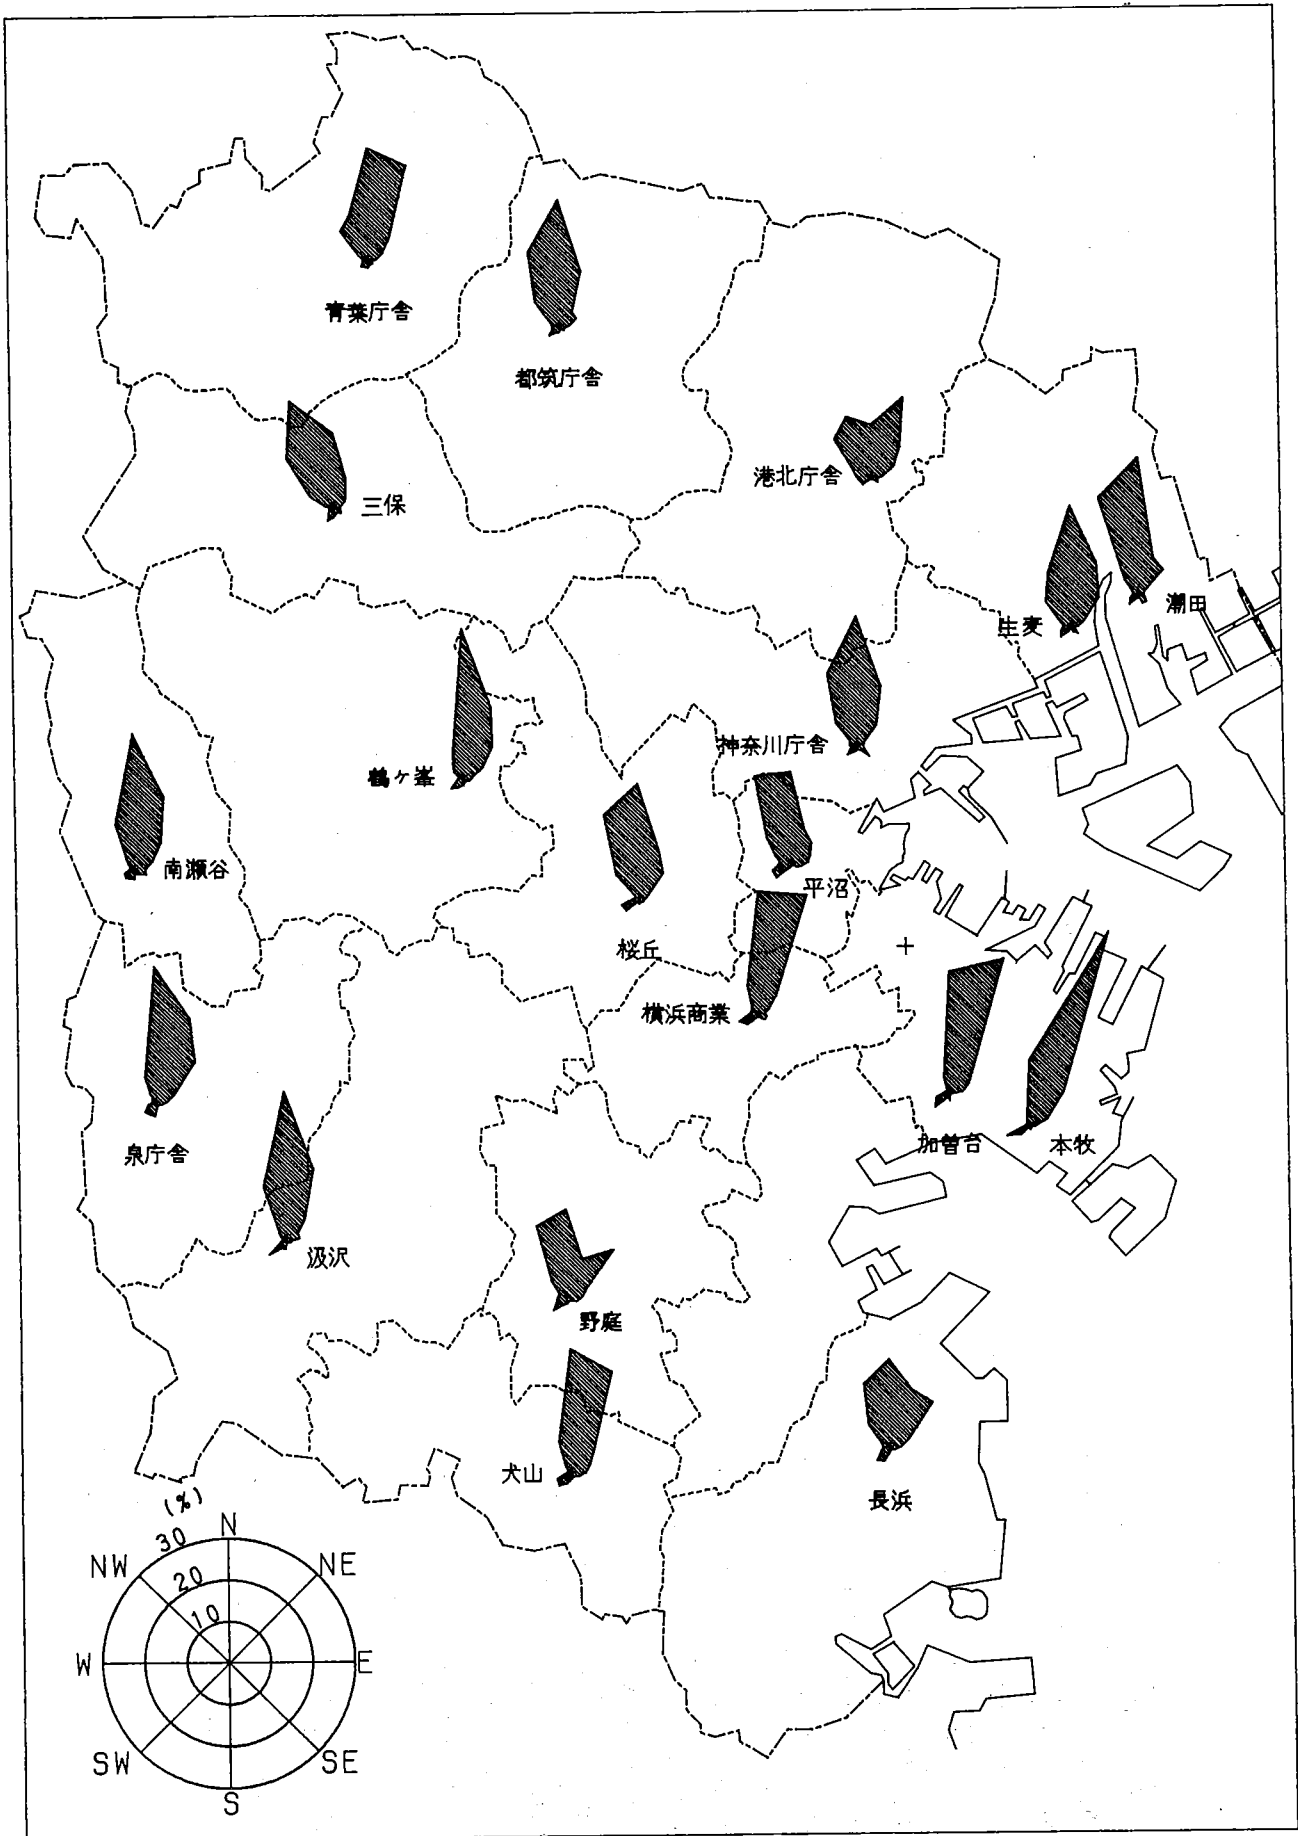 青葉庁舎
都筑庁舎
港北庁舎
三保
潮田
生麦
神奈川庁舎
鶴ヶ峯
南瀬谷
平沼
桜丘
横浜商業
加曽台
本牧
泉庁舎
汲沢
野庭
犬山
長浜
(%)
30
20
10
N
NW
NE
W
E
SW
SE
S